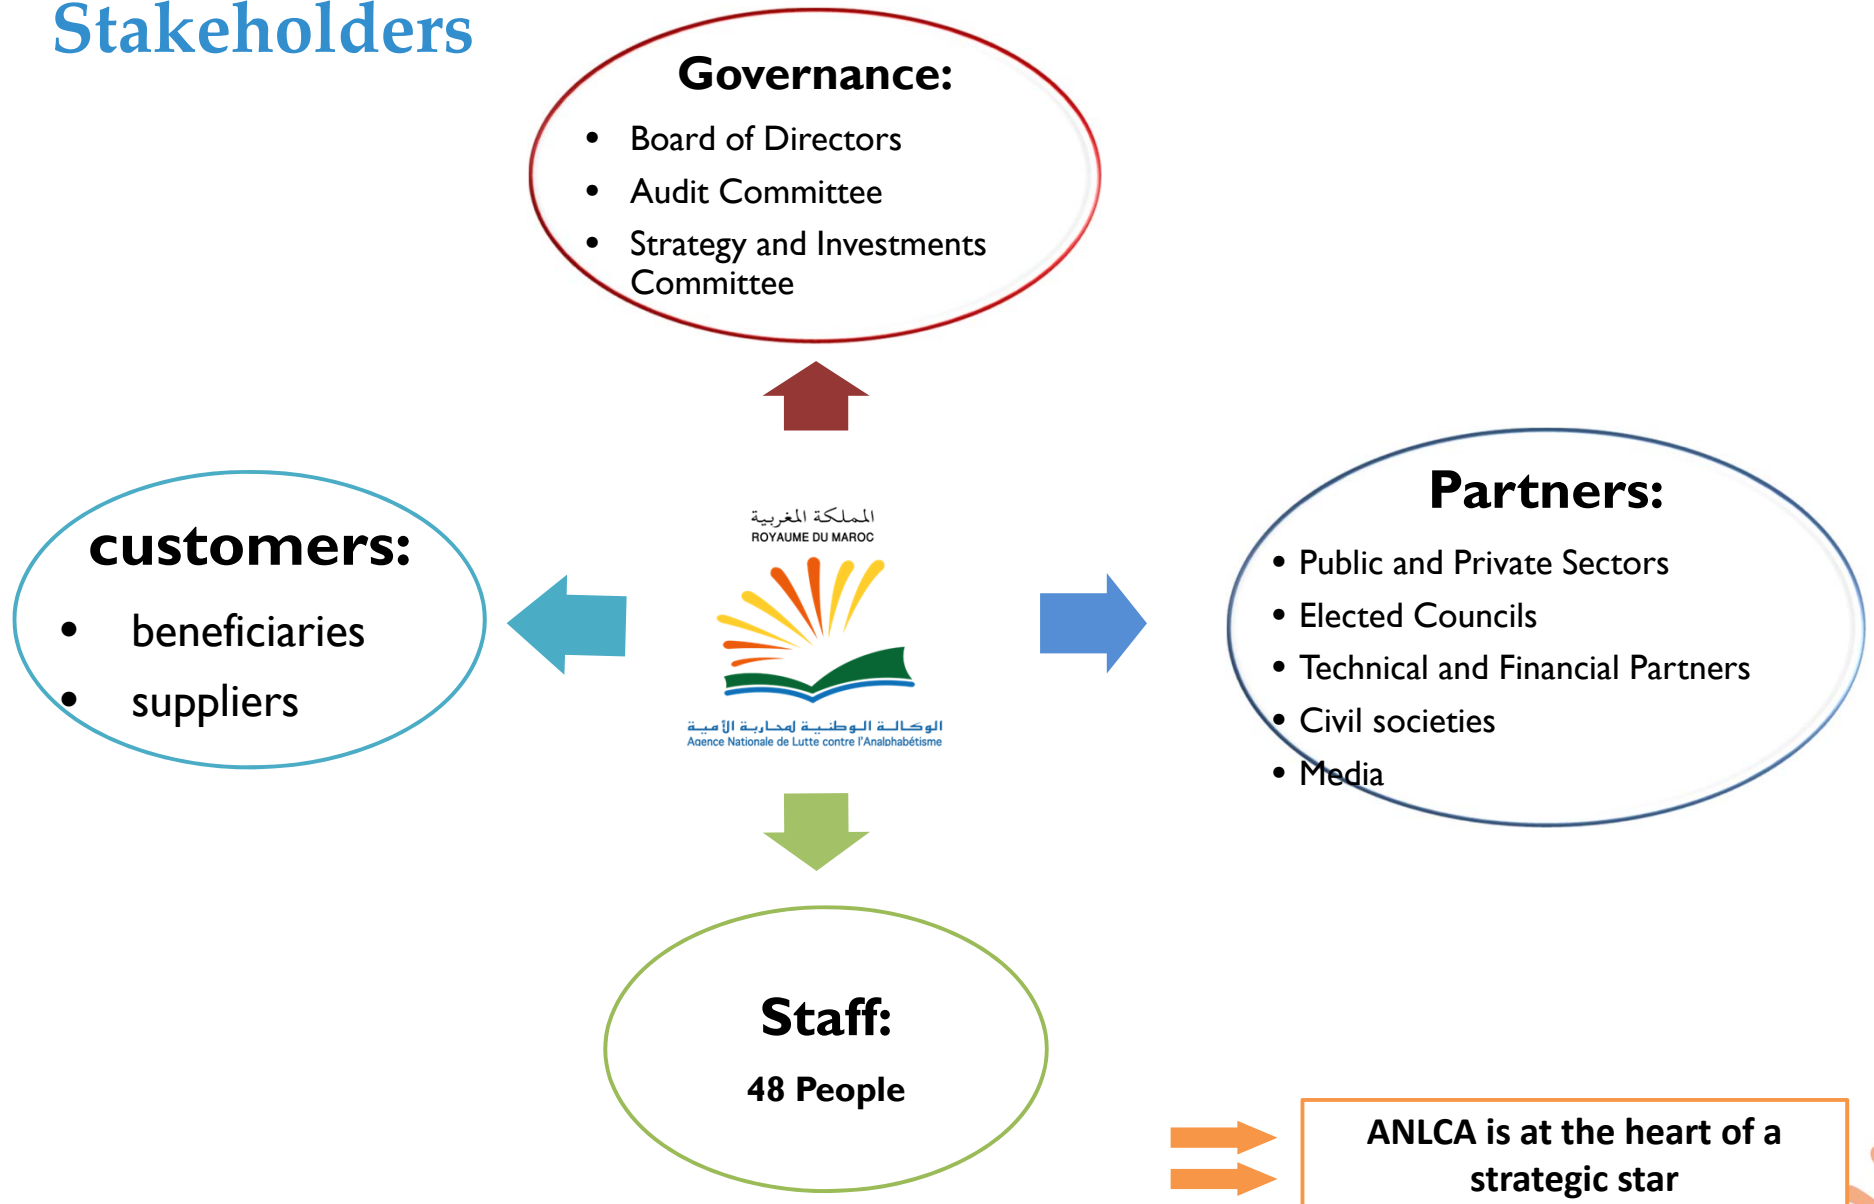 Stakeholders
Governance:
• Board of Directors
• Audit Committee
• Strategy and Investments
Committee
customers:
• beneficiaries
• suppliers
المملكة المغربية
ROYAUME DU MAROC
الوكالة الوطنية لمحاربة الأمية
Agence Nationale de Lutte contre l'Analphabétisme
Partners:
• Public and Private Sectors
• Elected Councils
• Technical and Financial Partners
• Civil societies
• Media
Staff:
48 People
ANLCA is at the heart of a
strategic star